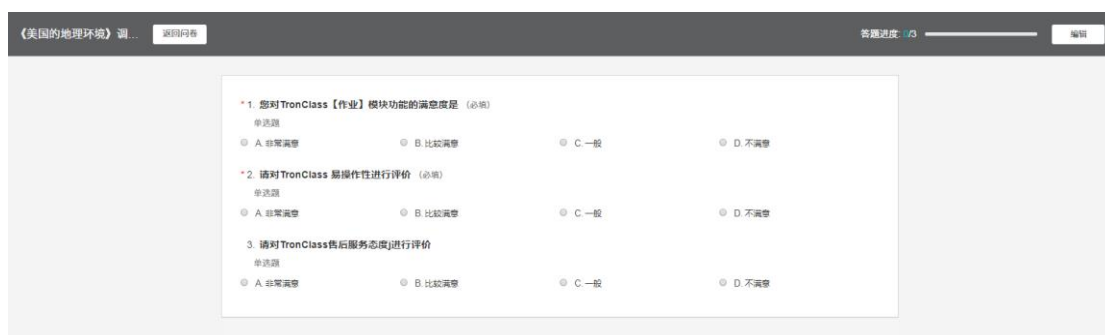 《美国的地理环境》调... 返回问卷 答题进度: 0/3 编辑
* 1. 您对TronClass【作业】模块功能的满意度是 (必填)
单选题
A. 非常满意 B. 比较满意 C. 一般 D. 不满意
* 2. 请对TronClass 易操作性进行评价 (必填)
单选题
A. 非常满意 B. 比较满意 C. 一般 D. 不满意
3. 请对TronClass售后服务态度j进行评价
单选题
A. 非常满意 B. 比较满意 C. 一般 D. 不满意